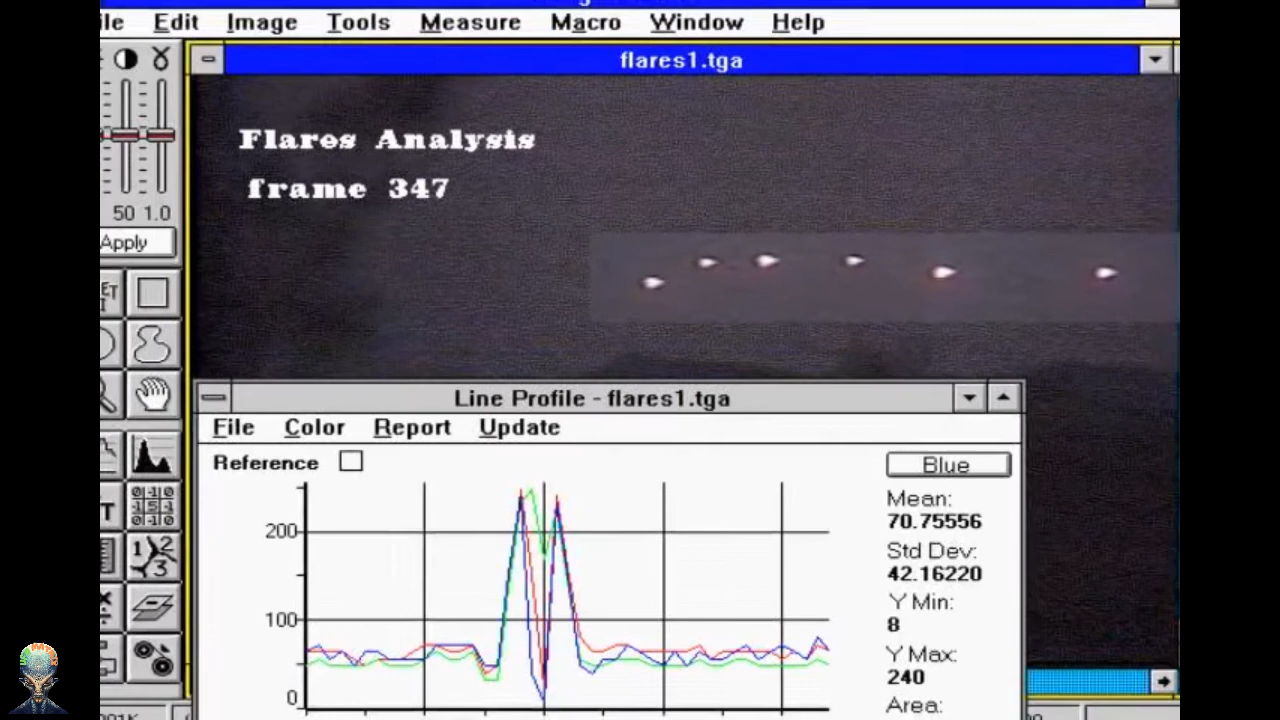 Edit Image Tools Measure Macro Window Help
flares1.tga
Flares Analysis
frame 347
50 1.0
Apply
Line Profile - flares1.tga
File Color Report Update
Reference
Blue
Mean:
70.75556
Std Dev:
42.16220
Y Min:
8
Y Max:
240
Area:
200
100
0